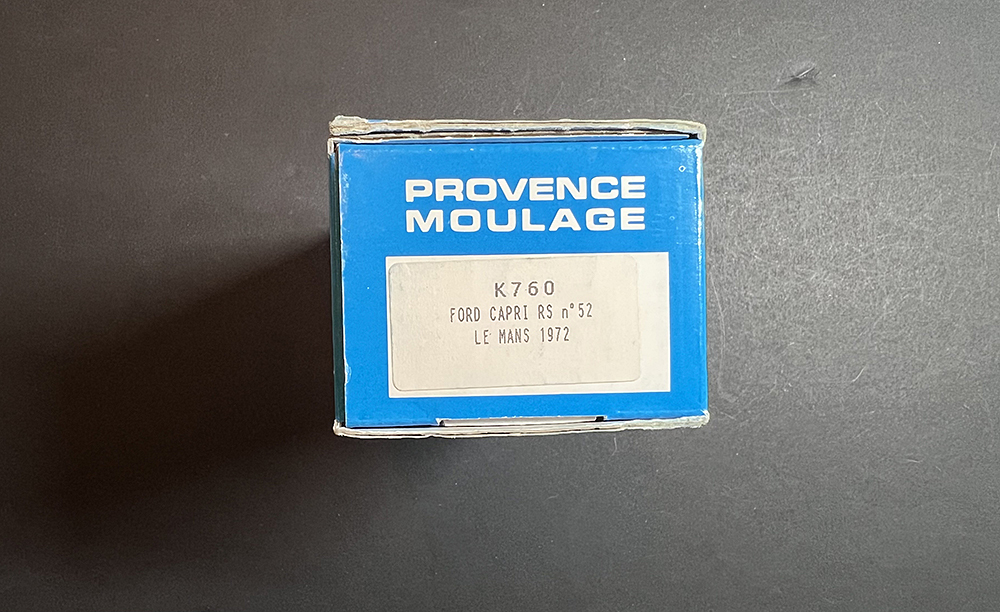 PROVENCE
MOULAGE
K760
FORD CAPRI RS n°52
LE MANS 1972